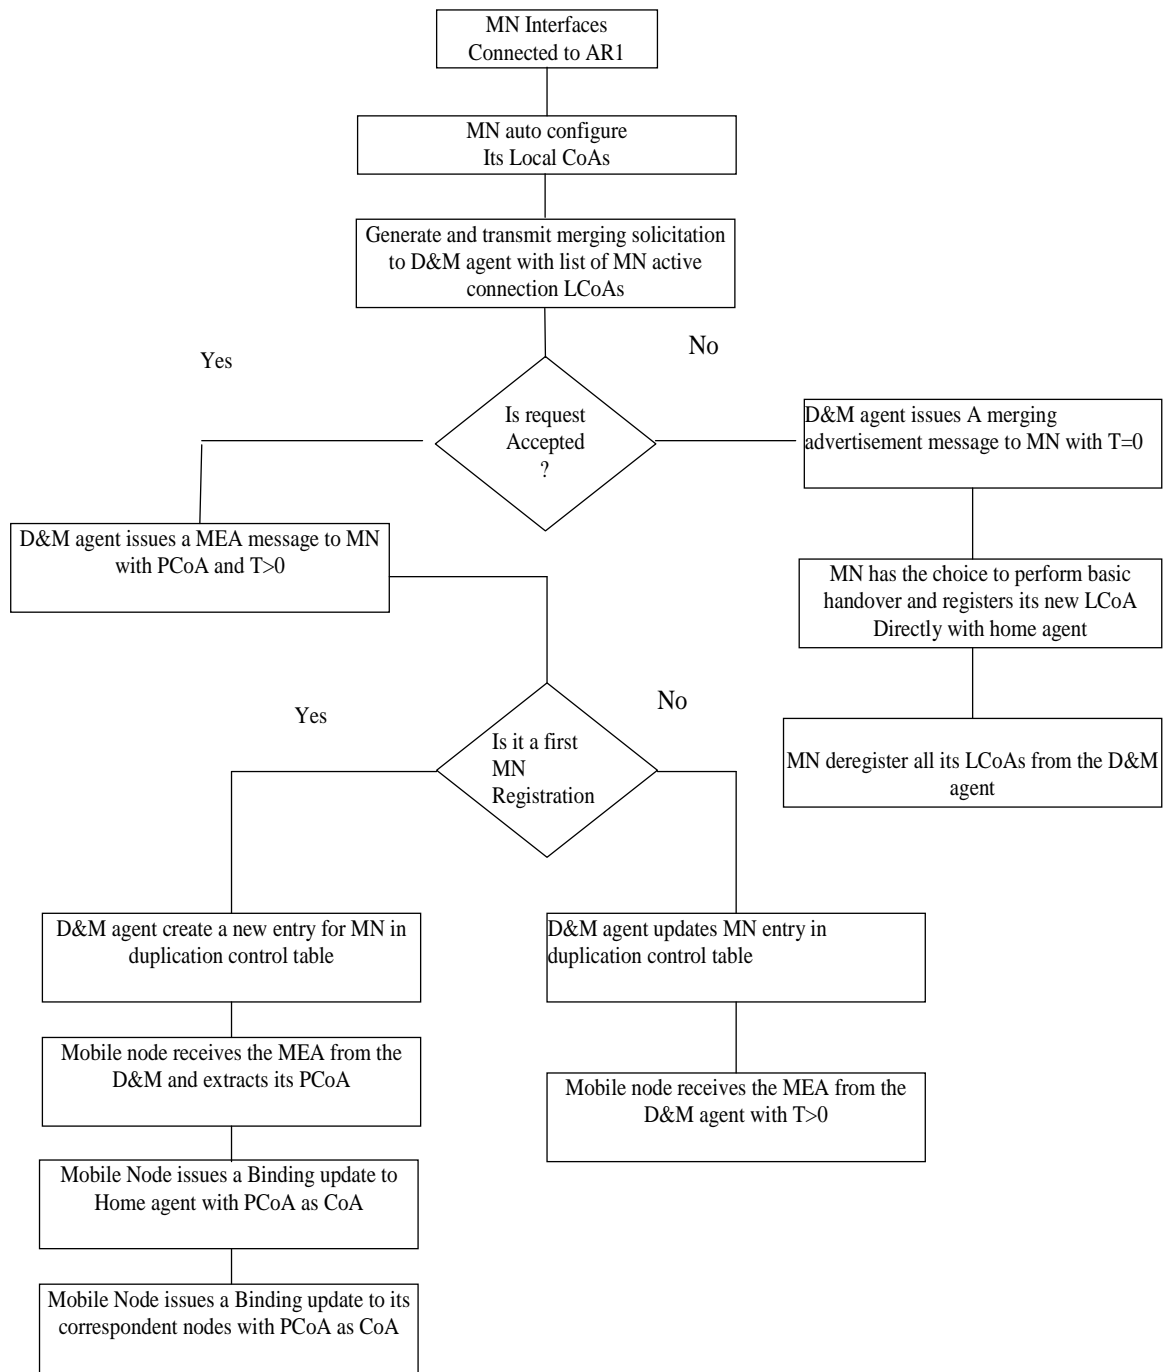 MN Interfaces
Connected to AR1
MN auto configure
Its Local CoAs
Generate and transmit merging solicitation
to D&M agent with list of MN active
connection LCoAs
Yes
No
Is request
Accepted
?
D&M agent issues A merging
advertisement message to MN with T=0
D&M agent issues a MEA message to MN
with PCoA and T>0
MN has the choice to perform basic
handover and registers its new LCoA
Directly with home agent
Yes
No
Is it a first
MN
Registration
MN deregister all its LCoAs from the D&M
agent
D&M agent create a new entry for MN in
duplication control table
D&M agent updates MN entry in
duplication control table
Mobile node receives the MEA from the
D&M and extracts its PCoA
Mobile node receives the MEA from the
D&M agent with T>0
Mobile Node issues a Binding update to
Home agent with PCoA as CoA
Mobile Node issues a Binding update to its
correspondent nodes with PCoA as CoA